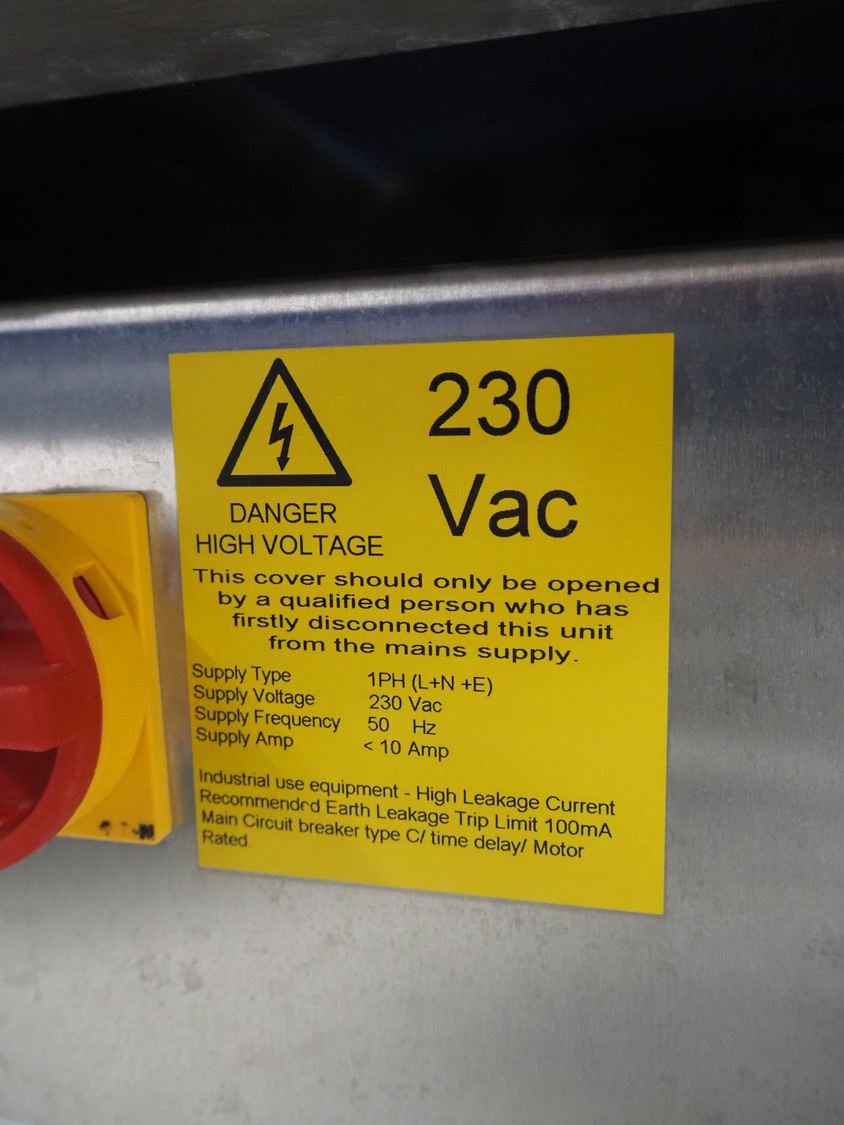 230
Vac
DANGER
HIGH VOLTAGE
This cover should only be opened
by a qualified person who has
firstly disconnected this unit
from the mains supply.
Supply Type 1PH (L+N +E)
Supply Voltage 230 Vac
Supply Frequency 50 Hz
Supply Amp < 10 Amp
Industrial use equipment - High Leakage Current
Recommended Earth Leakage Trip Limit 100mA
Main Circuit breaker type C/ time delay/ Motor
Rated.